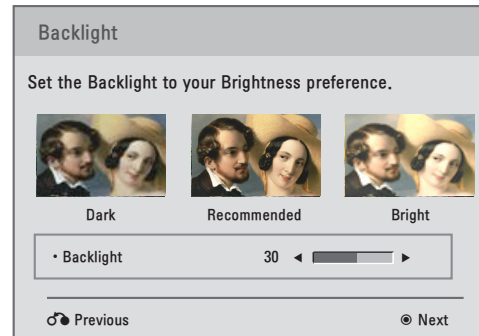 Backlight
Set the Backlight to your Brightness preference.
Dark Recommended Bright
• Backlight 30 ◄ ►
Previous ◉ Next